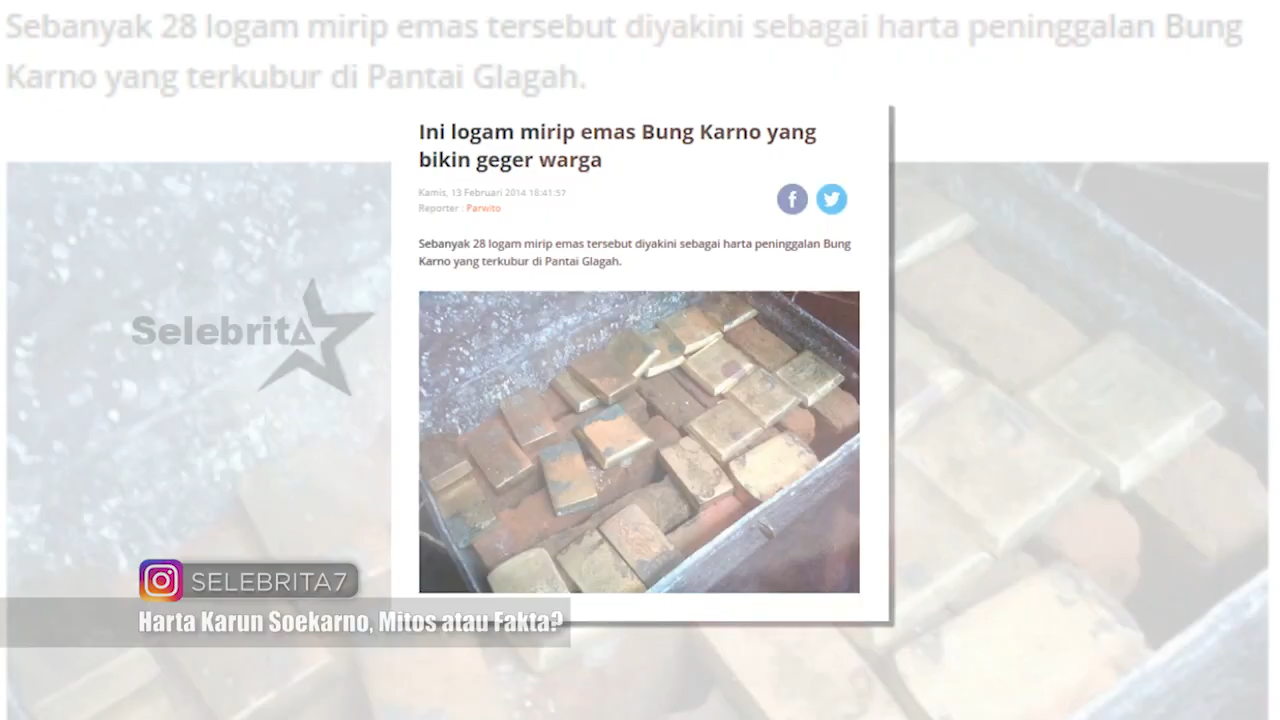 Sebanyak 28 logam mirip emas tersebut diyakini sebagai harta peninggalan Bung
Karno yang terkubur di Pantai Glagah.
Ini logam mirip emas Bung Karno yang
bikin geger warga
Kamis, 13 Februari 2014 18:41:57
Reporter : Parwito
Sebanyak 28 logam mirip emas tersebut diyakini sebagai harta peninggalan Bung
Karno yang terkubur di Pantai Glagah.
Selebrita
SELEBRITA7
Harta Karun Soekarno, Mitos atau Fakta?